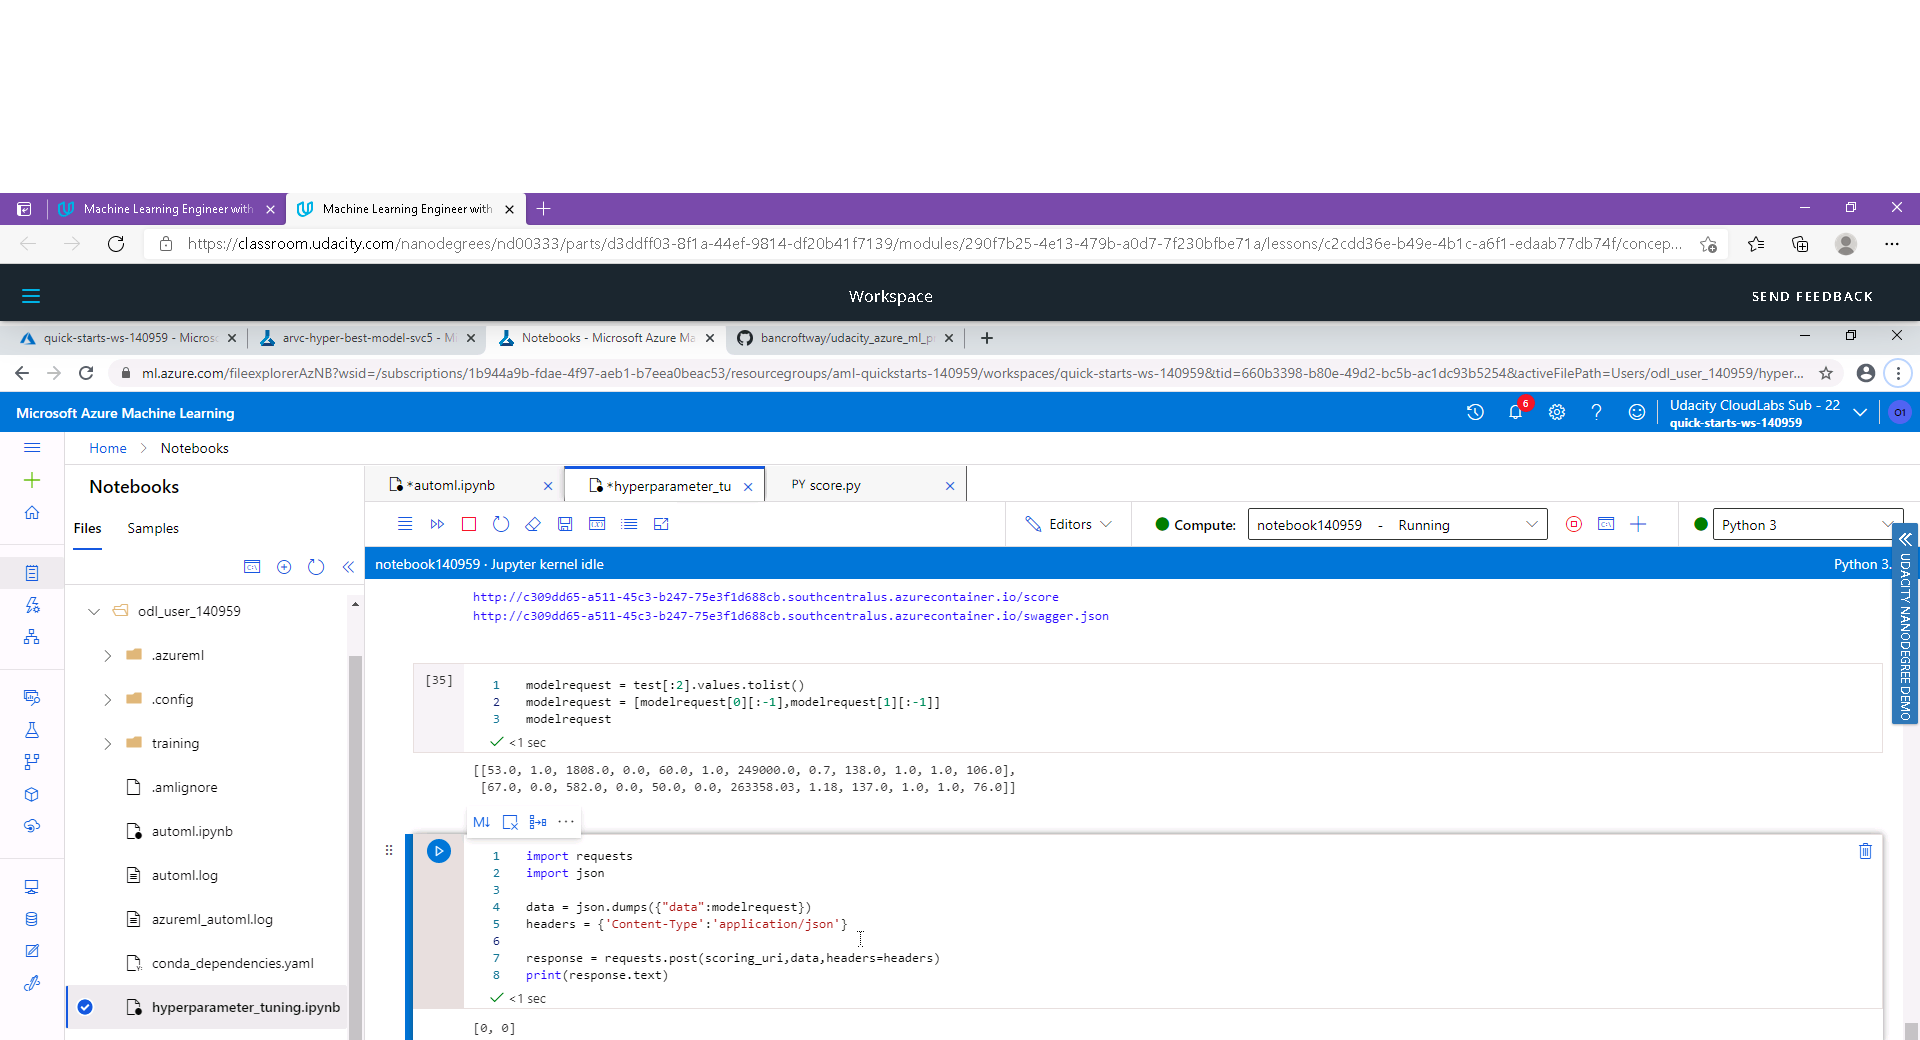 Machine Learning Engineer with
Machine Learning Engineer with
https://classroom.udacity.com/nanodegrees/nd00333/parts/d3ddff03-8f1a-44ef-9814-df20b41f7139/modules/290f7b25-4e13-479b-a0d7-7f230bfbe71a/lessons/c2cdd36e-b49e-4b1c-a6f1-edaab77db74f/concep...
Workspace
SEND FEEDBACK
quick-starts-ws-140959 - Micros
arvc-hyper-best-model-svc5 - Mi
Notebooks - Microsoft Azure Ma
bancroftway/udacity_azure_ml_p
ml.azure.com/fileexplorerAzNB?wsid=/subscriptions/1b944a9b-fdae-4f97-aeb1-b7eea0beac53/resourcegroups/aml-quickstarts-140959/workspaces/quick-starts-ws-140959&tid=660b3398-b80e-49d2-bc5b-ac1dc93b5254&activeFilePath=Users/odl_user_140959/hyper...
Microsoft Azure Machine Learning
6
Udacity CloudLabs Sub - 22
quick-starts-ws-140959
O1
Home > Notebooks
Notebooks
Files
Samples
odl_user_140959
.azureml
.config
training
.amlignore
automl.ipynb
automl.log
azureml_automl.log
conda_dependencies.yaml
hyperparameter_tuning.ipynb
*automl.ipynb
*hyperparameter_tu
PY score.py
Editors
Compute:
notebook140959 - Running
Python 3
notebook140959 · Jupyter kernel idle
Python 3.
UDACITY NANODEGREE DEMO
http://c309dd65-a511-45c3-b247-75e3f1d688cb.southcentralus.azurecontainer.io/score
http://c309dd65-a511-45c3-b247-75e3f1d688cb.southcentralus.azurecontainer.io/swagger.json
[35]
1 modelrequest = test[:2].values.tolist()
2 modelrequest = [modelrequest[0][:-1],modelrequest[1][:-1]]
3 modelrequest
<1 sec
[[53.0, 1.0, 1808.0, 0.0, 60.0, 1.0, 249000.0, 0.7, 138.0, 1.0, 1.0, 106.0],
[67.0, 0.0, 582.0, 0.0, 50.0, 0.0, 263358.03, 1.18, 137.0, 1.0, 1.0, 76.0]]
M↓
1 import requests
2 import json
3
4 data = json.dumps({"data":modelrequest})
5 headers = {'Content-Type':'application/json'}
6
7 response = requests.post(scoring_uri,data,headers=headers)
8 print(response.text)
<1 sec
[0, 0]